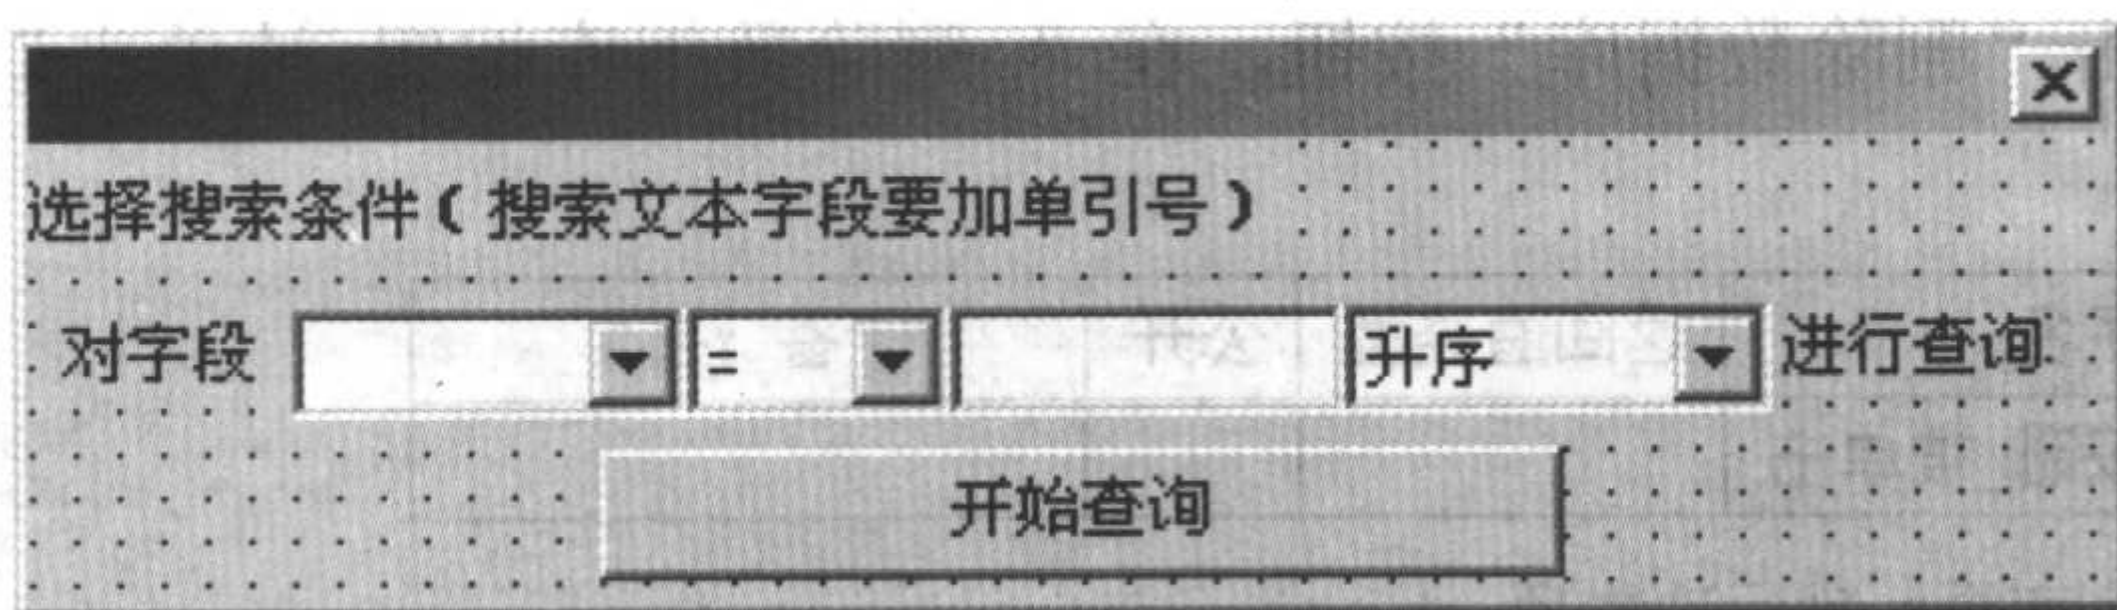 选择搜索条件(搜索文本字段要加单引号)
对字段 = 升序 进行查询
开始查询